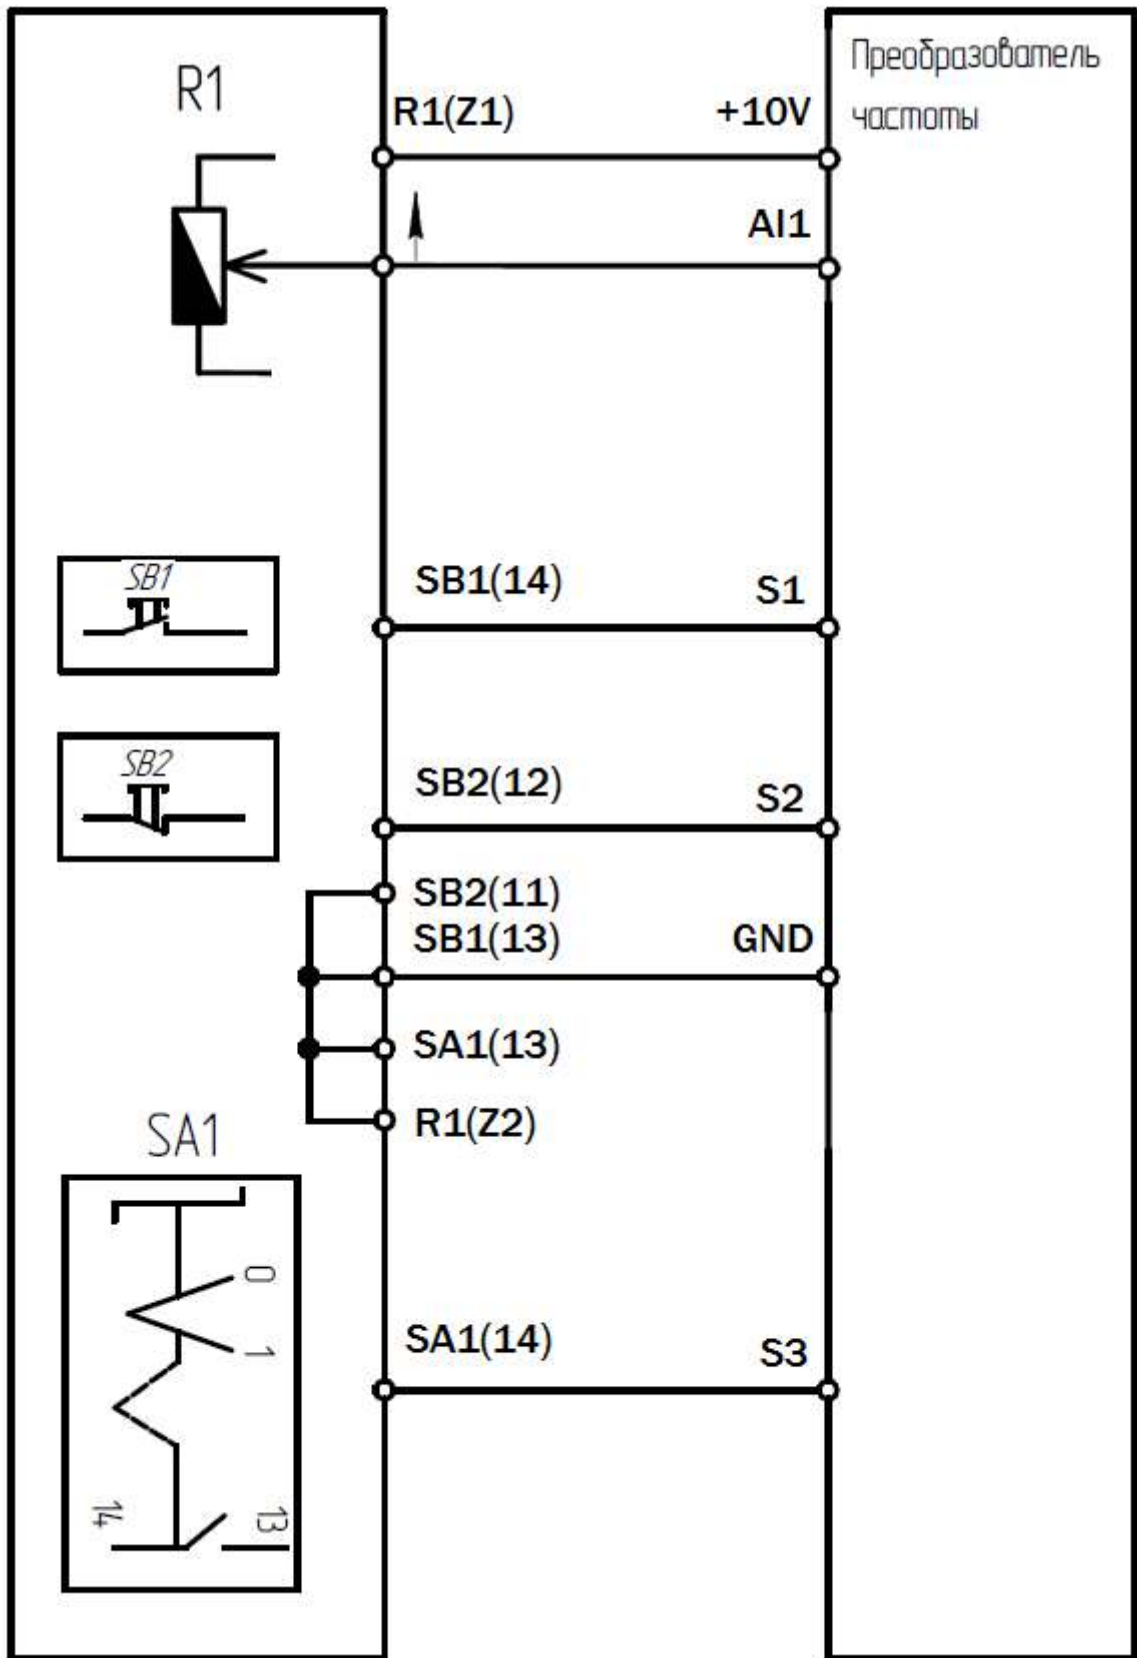 Преобразователь
частоты
R1
R1(Z1)
+10V
AI1
SB1
SB1(14)
S1
SB2
SB2(12)
S2
SB2(11)
SB1(13)
GND
SA1(13)
R1(Z2)
SA1
0
1
14
13
SA1(14)
S3